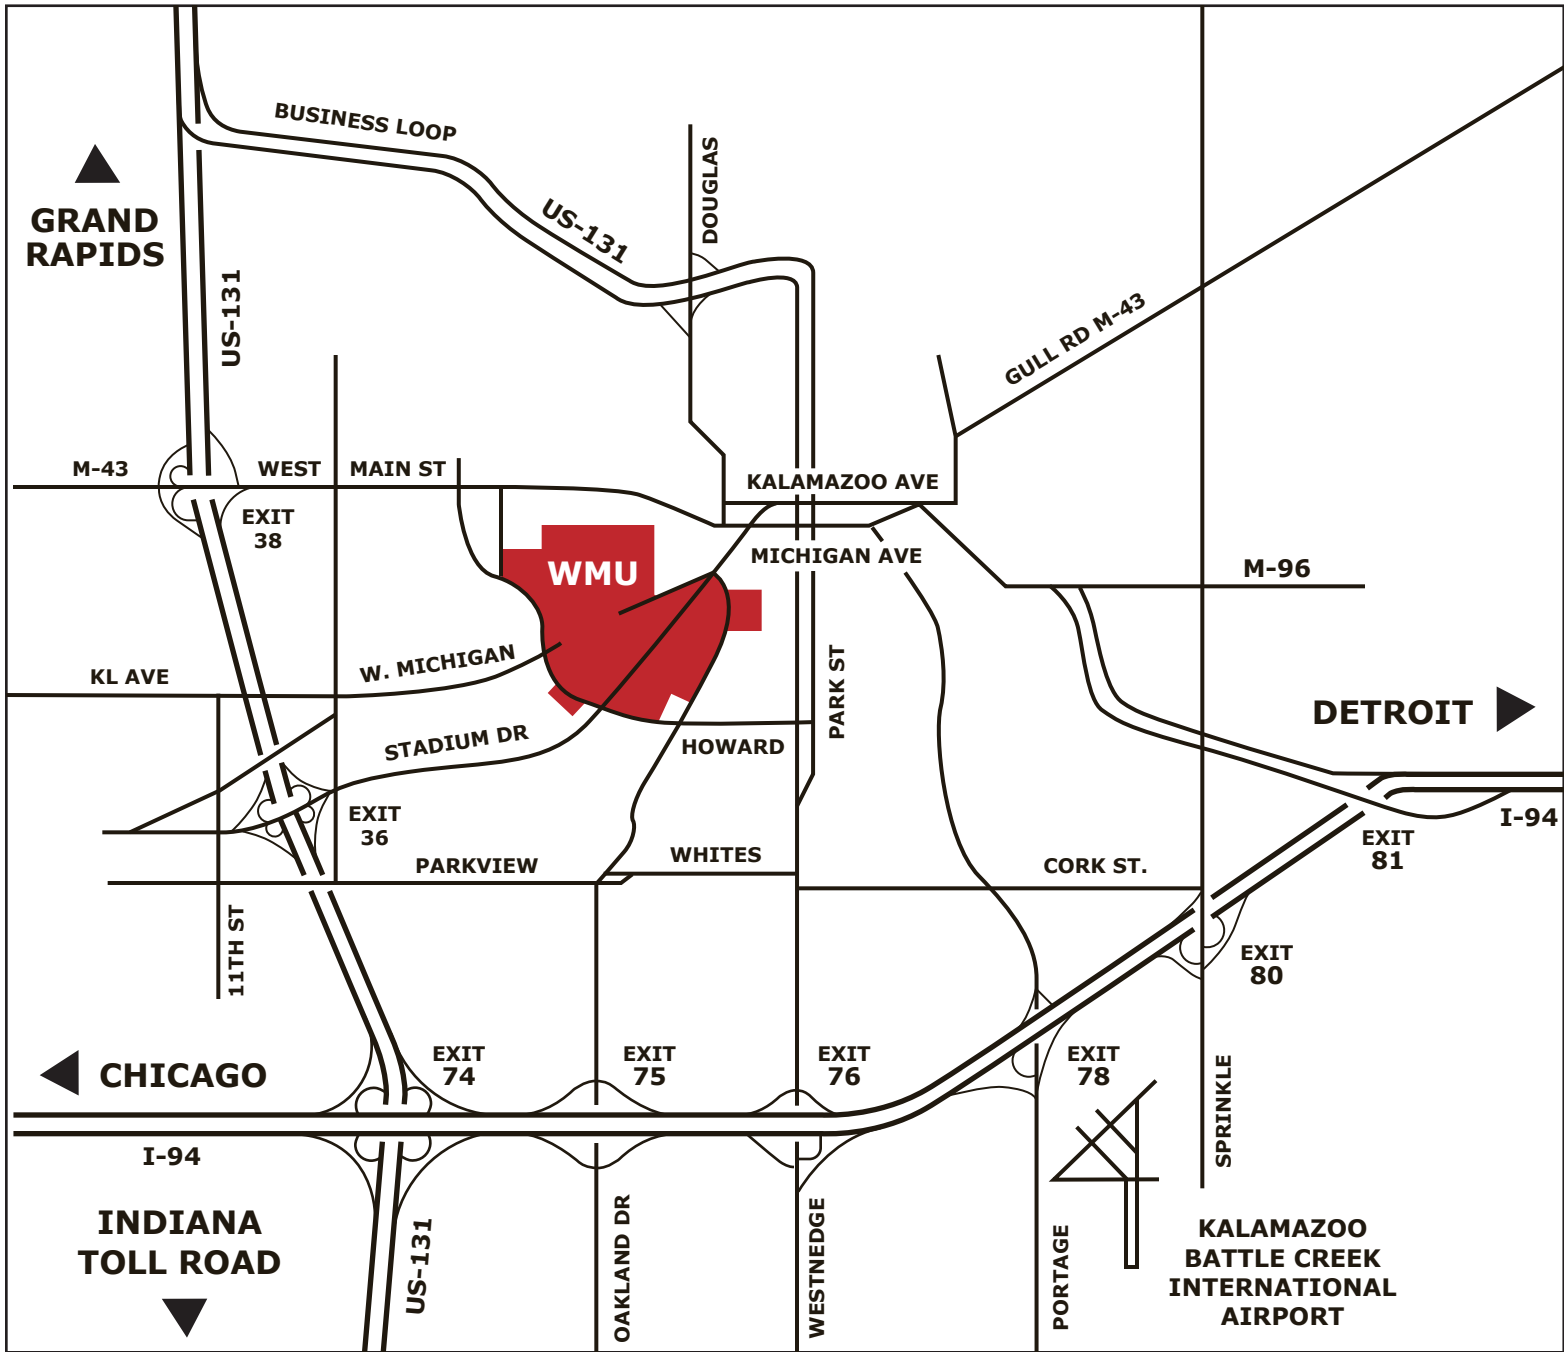 BUSINESS LOOP
US-131
DOUGLAS
GRAND
RAPIDS
US-131
GULL RD M-43
M-43
WEST
MAIN ST
KALAMAZOO AVE
EXIT
38
MICHIGAN AVE
WMU
M-96
KL AVE
W. MICHIGAN
PARK ST
DETROIT
STADIUM DR
HOWARD
EXIT
36
I-94
EXIT
81
PARKVIEW
WHITES
CORK ST.
11TH ST
EXIT
80
CHICAGO
EXIT
74
EXIT
75
EXIT
76
EXIT
78
SPRINKLE
I-94
INDIANA
TOLL ROAD
US-131
OAKLAND DR
WESTNEDGE
PORTAGE
KALAMAZOO
BATTLE CREEK
INTERNATIONAL
AIRPORT